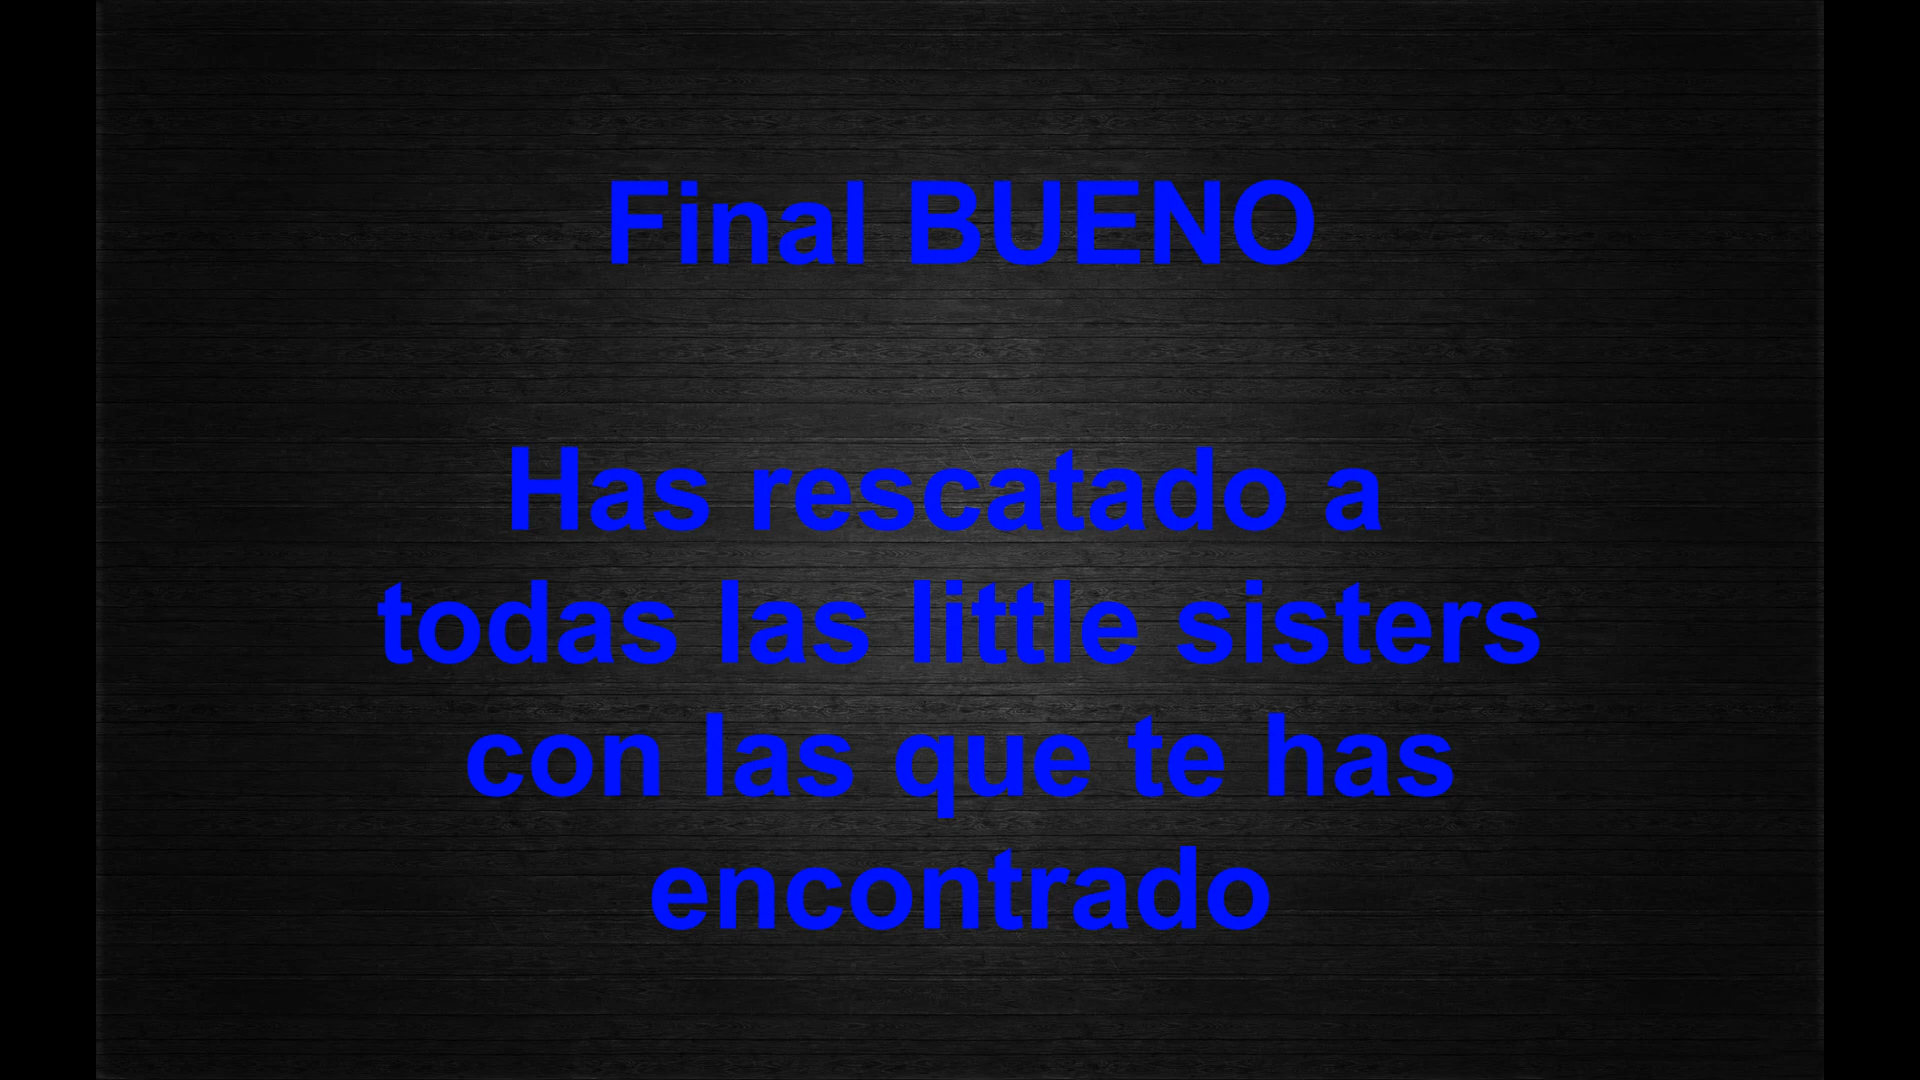 Final BUENO
Has rescatado a
todas las little sisters
con las que te has
encontrado